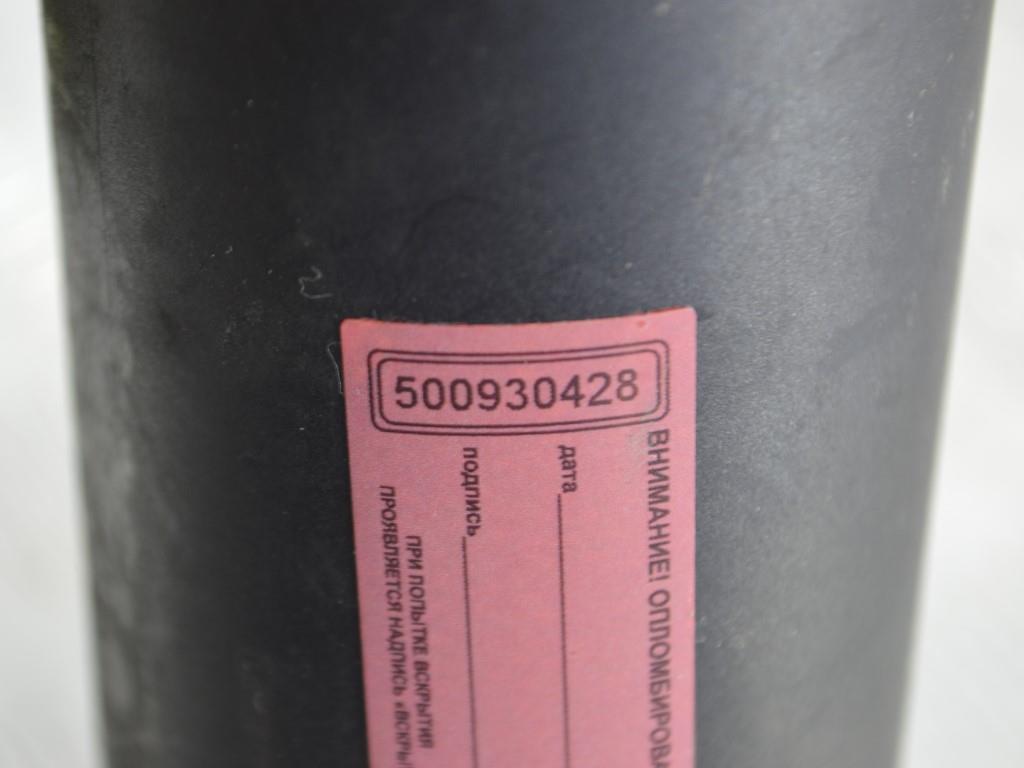 500930428
ВНИМАНИЕ! ОПЛОМБИРОВА
дата
подпись
ПРИ ПОПЫТКЕ ВСКРЫТИЯ
ПРОЯВЛЯЕТСЯ НАДПИСЬ «ВСКРЫ